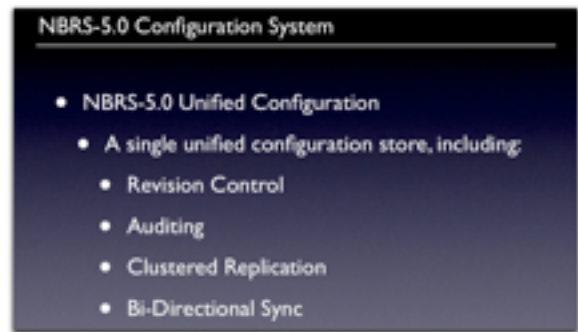 NBRS-5.0 Configuration System
• NBRS-5.0 Unified Configuration
• A single unified configuration store, including:
• Revision Control
• Auditing
• Clustered Replication
• Bi-Directional Sync